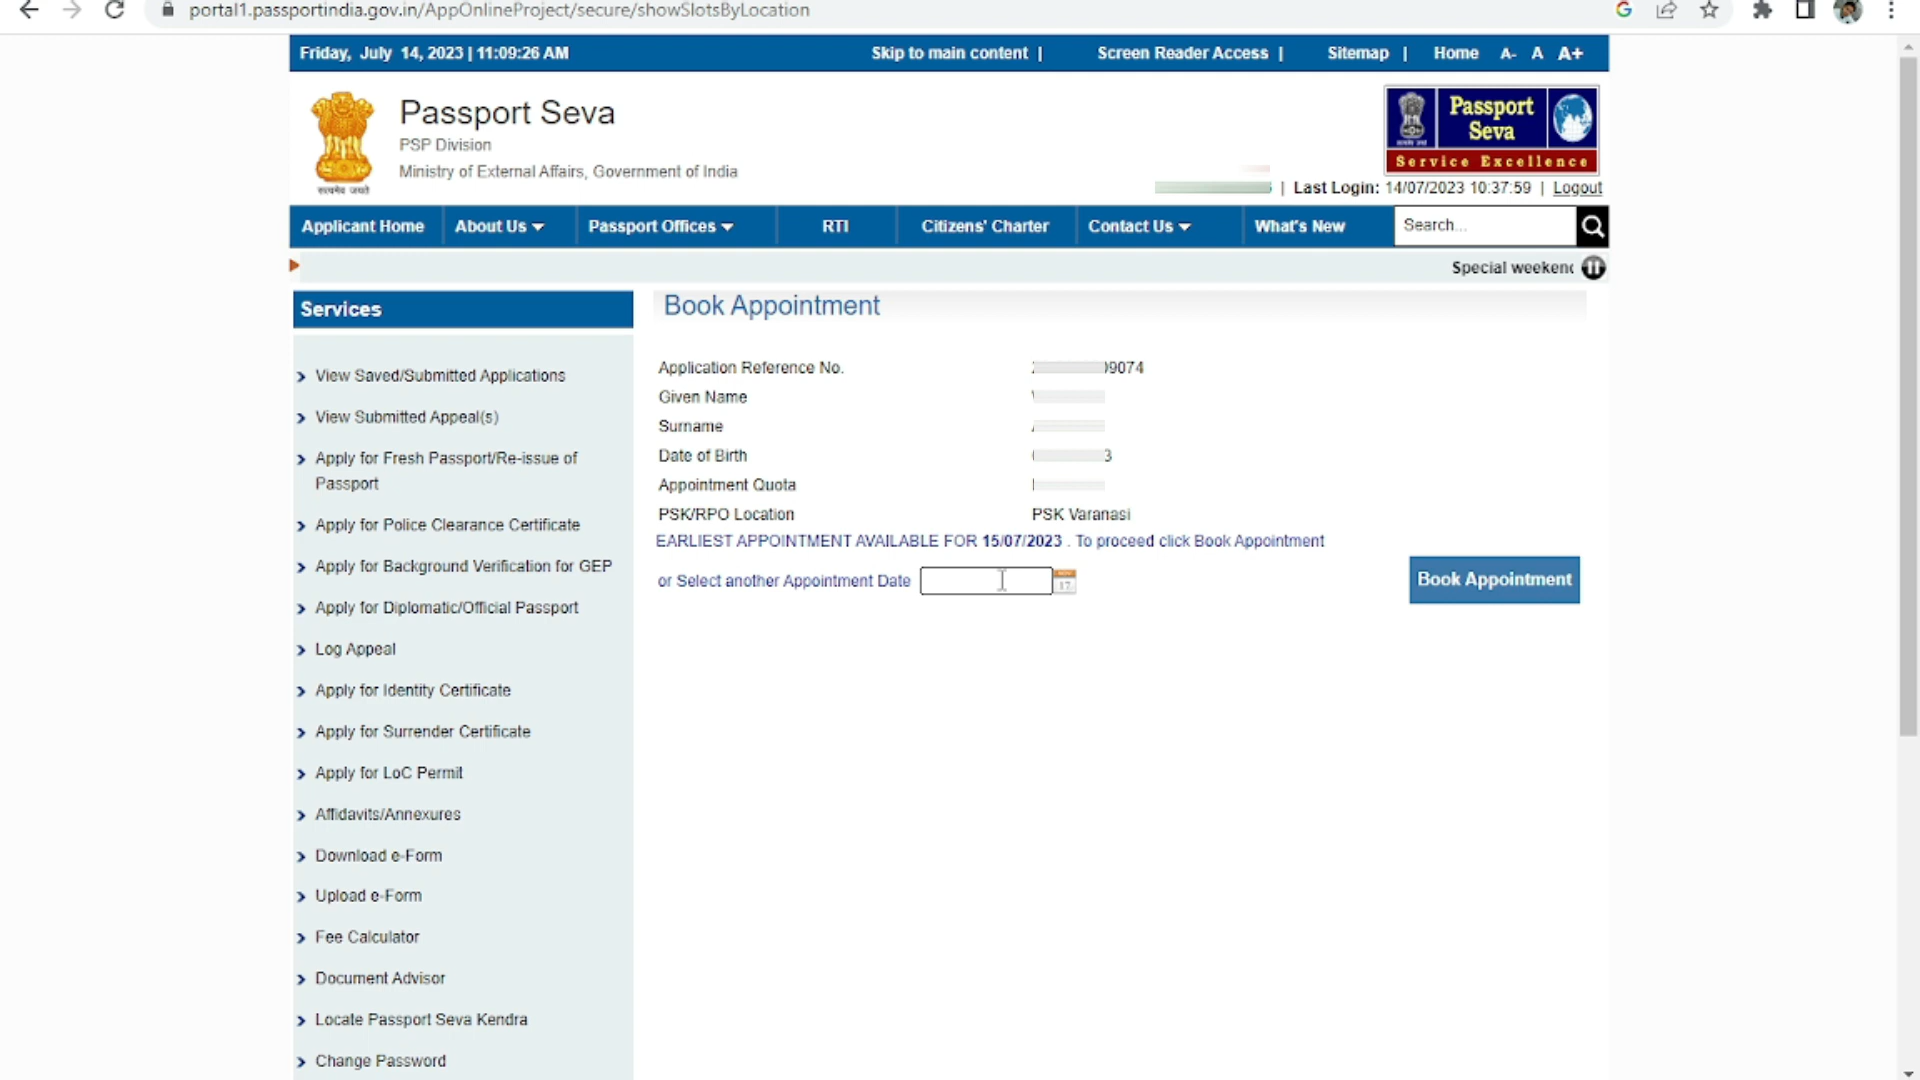 portal1.passportindia.gov.in/AppOnlineProject/secure/showSlotsByLocation
Friday, July 14, 2023 | 11:09:26 AM
Skip to main content |
Screen Reader Access |
Sitemap |
Home
A- A A+
सत्यमेव जयते
Passport Seva
PSP Division
Ministry of External Affairs, Government of India
Passport
Seva
Service Excellence
| Last Login: 14/07/2023 10:37:59 | Logout
Applicant Home
About Us
Passport Offices
RTI
Citizens' Charter
Contact Us
What's New
Search...
Special weekend
Services
View Saved/Submitted Applications
View Submitted Appeal(s)
Apply for Fresh Passport/Re-issue of
Passport
Apply for Police Clearance Certificate
Apply for Background Verification for GEP
Apply for Diplomatic/Official Passport
Log Appeal
Apply for Identity Certificate
Apply for Surrender Certificate
Apply for LoC Permit
Affidavits/Annexures
Download e-Form
Upload e-Form
Fee Calculator
Document Advisor
Locate Passport Seva Kendra
Change Password
Book Appointment
Application Reference No. 09074
Given Name
Surname
Date of Birth 3
Appointment Quota
PSK/RPO Location PSK Varanasi
EARLIEST APPOINTMENT AVAILABLE FOR 15/07/2023 . To proceed click Book Appointment
or Select another Appointment Date
17
Book Appointment